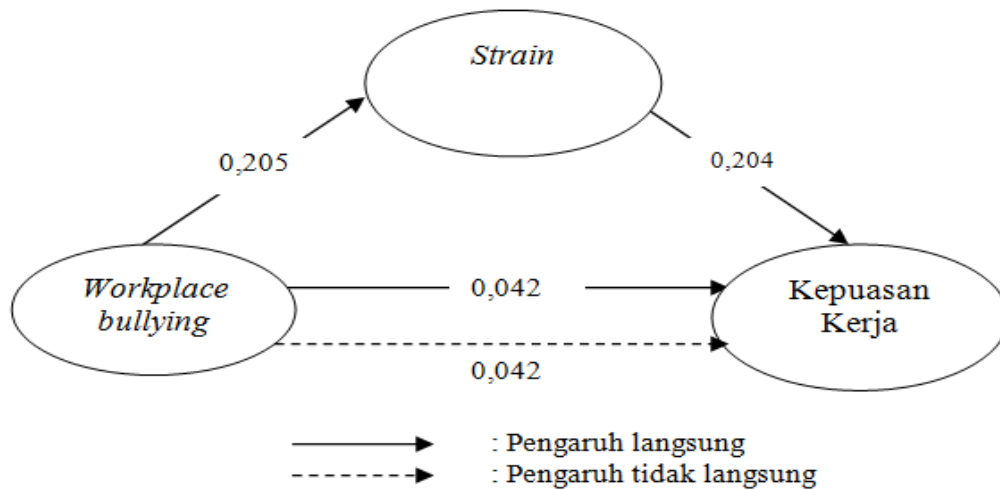 Strain
0,205
0,204
Workplace
bullying
0,042
Kepuasan
Kerja
0,042
: Pengaruh langsung
: Pengaruh tidak langsung